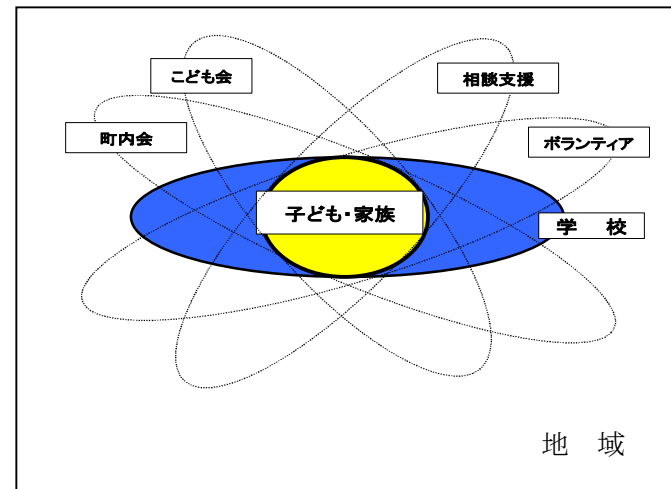 こども会
相談支援
町内会
ボランティア
子ども・家族
学　校
地　域